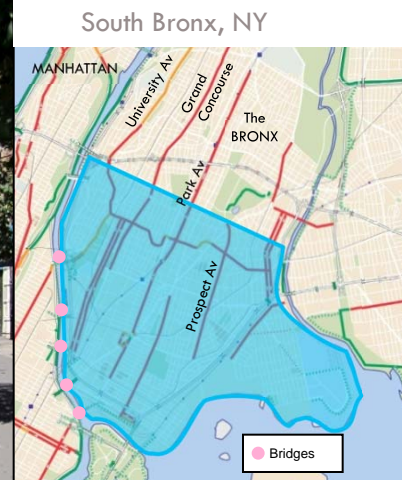 South Bronx, NY
MANHATTAN
University Av
Grand
Concourse
The
BRONX
Park Av
Prospect Av
Bridges